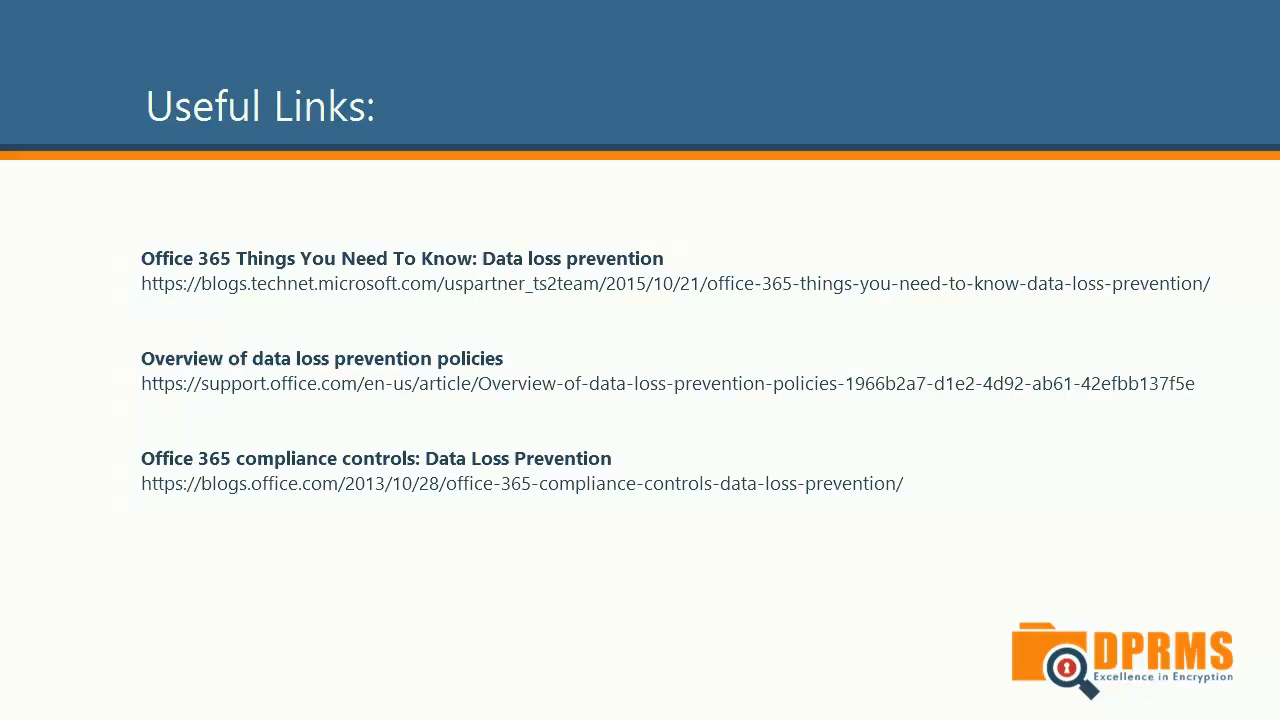 Useful Links:
Office 365 Things You Need To Know: Data loss prevention
https://blogs.technet.microsoft.com/uspartner_ts2team/2015/10/21/office-365-things-you-need-to-know-data-loss-prevention/
Overview of data loss prevention policies
https://support.office.com/en-us/article/Overview-of-data-loss-prevention-policies-1966b2a7-d1e2-4d92-ab61-42efbb137f5e
Office 365 compliance controls: Data Loss Prevention
https://blogs.office.com/2013/10/28/office-365-compliance-controls-data-loss-prevention/
DPRMS
Excellence in Encryption